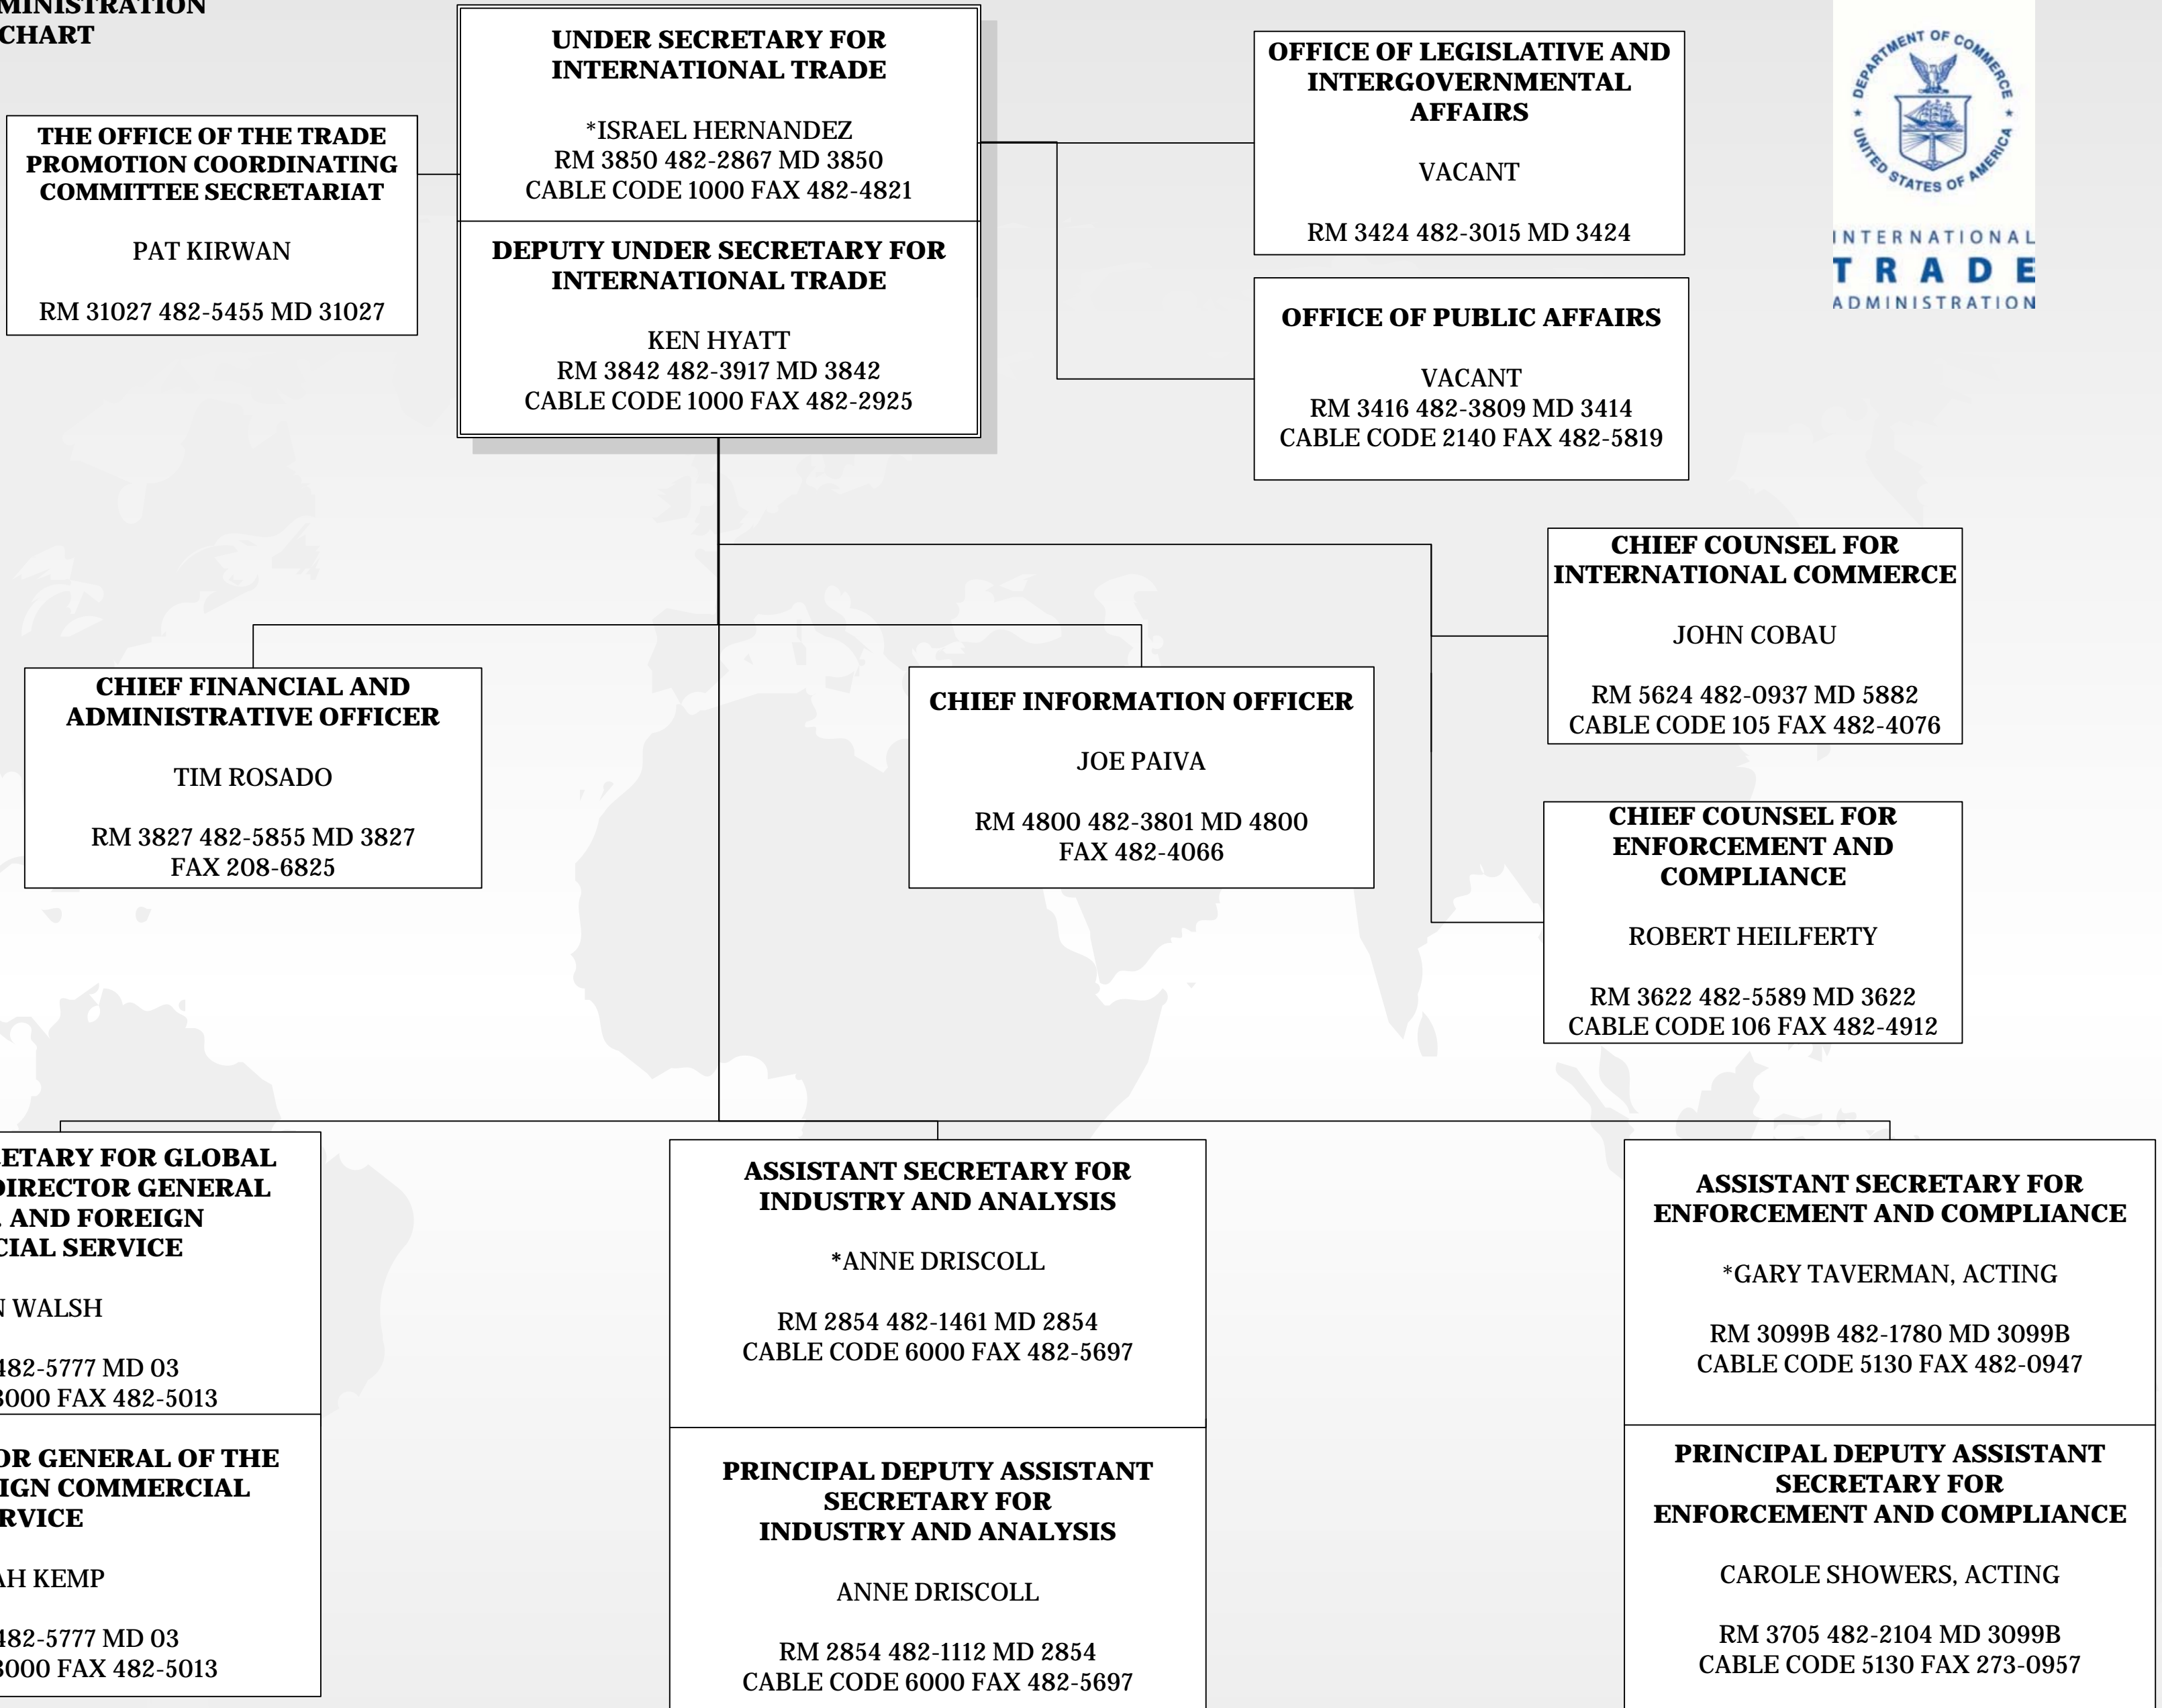 CHART
UNDER SECRETARY FOR
INTERNATIONAL TRADE
*ISRAEL HERNANDEZ
RM 3850 482-2867 MD 3850
CABLE CODE 1000 FAX 482-4821
DEPUTY UNDER SECRETARY FOR
INTERNATIONAL TRADE
KEN HYATT
RM 3842 482-3917 MD 3842
CABLE CODE 1000 FAX 482-2925
THE OFFICE OF THE TRADE
PROMOTION COORDINATING
COMMITTEE SECRETARIAT
PAT KIRWAN
RM 31027 482-5455 MD 31027
OFFICE OF LEGISLATIVE AND
INTERGOVERNMENTAL
AFFAIRS
VACANT
RM 3424 482-3015 MD 3424
OFFICE OF PUBLIC AFFAIRS
VACANT
RM 3416 482-3809 MD 3414
CABLE CODE 2140 FAX 482-5819
DEPARTMENT OF COMMERCE
UNITED STATES OF AMERICA
INTERNATIONAL
TRADE
ADMINISTRATION
CHIEF COUNSEL FOR
INTERNATIONAL COMMERCE
JOHN COBAU
RM 5624 482-0937 MD 5882
CABLE CODE 105 FAX 482-4076
CHIEF FINANCIAL AND
ADMINISTRATIVE OFFICER
TIM ROSADO
RM 3827 482-5855 MD 3827
FAX 208-6825
CHIEF INFORMATION OFFICER
JOE PAIVA
RM 4800 482-3801 MD 4800
FAX 482-4066
CHIEF COUNSEL FOR
ENFORCEMENT AND
COMPLIANCE
ROBERT HEILFERTY
RM 3622 482-5589 MD 3622
CABLE CODE 106 FAX 482-4912
FOR GLOBAL
DIRECTOR GENERAL
AND FOREIGN
SERVICE
WALSH
482-5777 MD 03
FAX 482-5013
GENERAL OF THE
COMMERCIAL
KEMP
482-5777 MD 03
FAX 482-5013
ASSISTANT SECRETARY FOR
INDUSTRY AND ANALYSIS
*ANNE DRISCOLL
RM 2854 482-1461 MD 2854
CABLE CODE 6000 FAX 482-5697
PRINCIPAL DEPUTY ASSISTANT
SECRETARY FOR
INDUSTRY AND ANALYSIS
ANNE DRISCOLL
RM 2854 482-1112 MD 2854
CABLE CODE 6000 FAX 482-5697
ASSISTANT SECRETARY FOR
ENFORCEMENT AND COMPLIANCE
*GARY TAVERMAN, ACTING
RM 3099B 482-1780 MD 3099B
CABLE CODE 5130 FAX 482-0947
PRINCIPAL DEPUTY ASSISTANT
SECRETARY FOR
ENFORCEMENT AND COMPLIANCE
CAROLE SHOWERS, ACTING
RM 3705 482-2104 MD 3099B
CABLE CODE 5130 FAX 273-0957